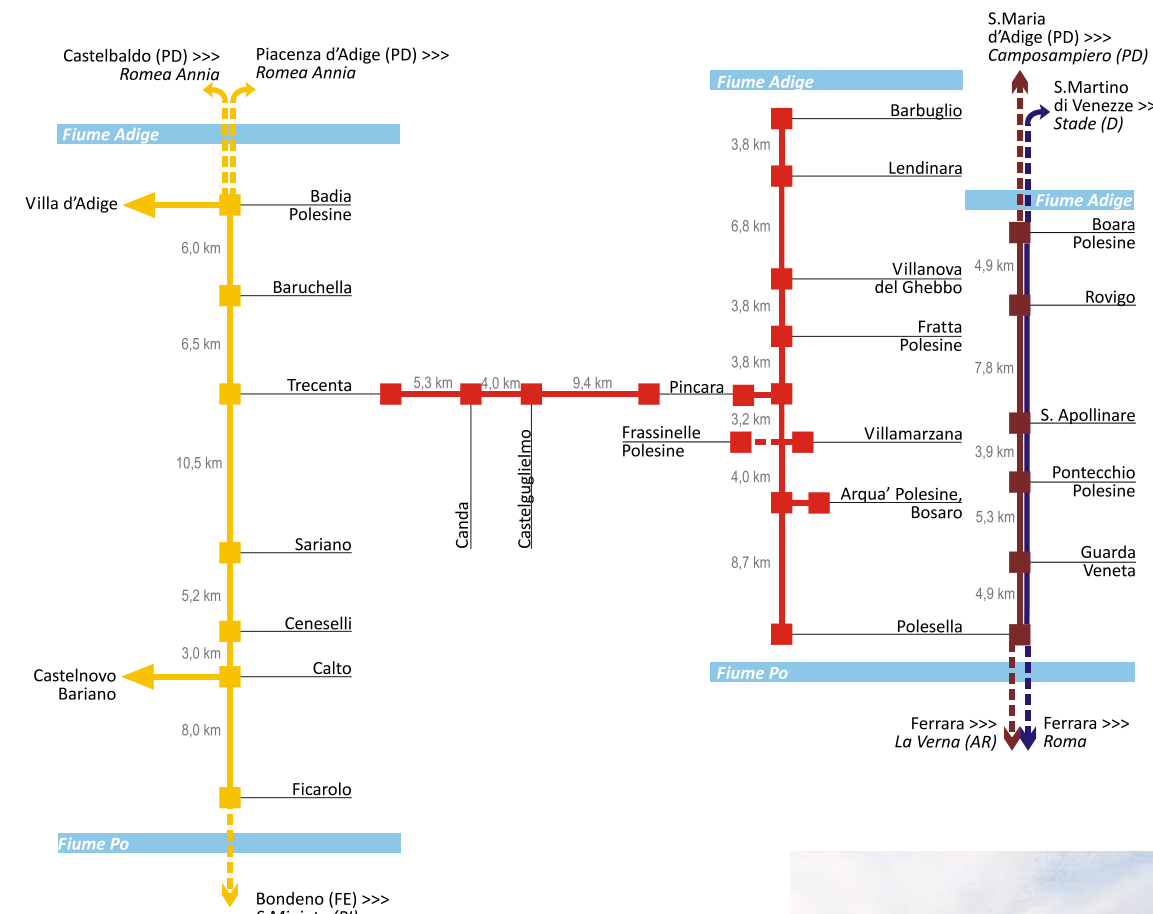 Castelbaldo (PD) >>>
Romea Annia
Piacenza d'Adige (PD) >>>
Romea Annia
Fiume Adige
Villa d'Adige
Badia
Polesine
6,0 km
Baruchella
6,5 km
Trecenta
10,5 km
Sariano
5,2 km
Ceneselli
3,0 km
Castelnovo
Bariano
Calto
8,0 km
Ficarolo
Fiume Po
Bondeno (FE) >>>
5,3 km
4,0 km
9,4 km
Canda
Castelguglielmo
Pincara
Fiume Adige
Barbuglio
3,8 km
Lendinara
6,8 km
Villanova
del Ghebbo
3,8 km
Fratta
Polesine
3,8 km
3,2 km
Frassinelle
Polesine
Villamarzana
4,0 km
Arqua' Polesine,
Bosaro
8,7 km
Polesella
Fiume Po
S.Maria
d'Adige (PD) >>>
Camposampiero (PD)
S.Martino
di Venezze >>
Stade (D)
Fiume Adige
Boara
Polesine
4,9 km
Rovigo
7,8 km
S. Apollinare
3,9 km
Pontecchio
Polesine
5,3 km
Guarda
Veneta
4,9 km
Ferrara >>>
La Verna (AR)
Ferrara >>>
Roma